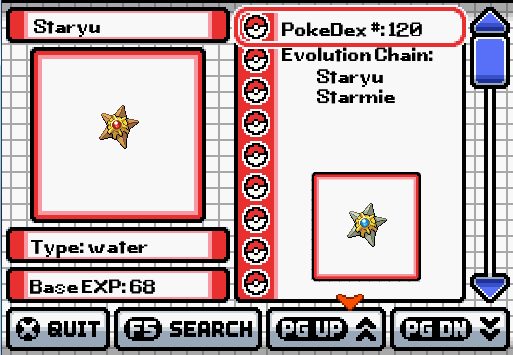 Staryu
PokeDex #: 120
Evolution Chain:
Staryu
Starmie
Type: water
Base EXP: 68
X QUIT
F5 SEARCH
PG UP
PG DN